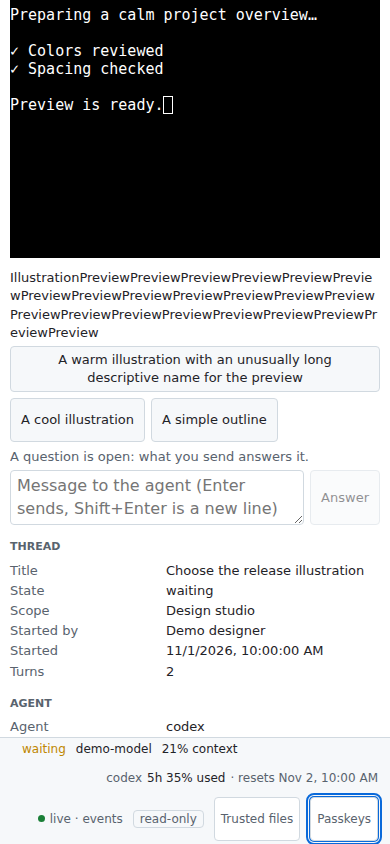 Preparing a calm project overview…
✓ Colors reviewed
✓ Spacing checked
Preview is ready.
IllustrationPreviewPreviewPreviewPreviewPreviewPrevie
wPreviewPreviewPreviewPreviewPreviewPreviewPreview
PreviewPreviewPreviewPreviewPreviewPreviewPreviewPr
eviewPreview
A warm illustration with an unusually long
descriptive name for the preview
A cool illustration
A simple outline
A question is open: what you send answers it.
Message to the agent (Enter
sends, Shift+Enter is a new line)
Answer
THREAD
Title Choose the release illustration
State waiting
Scope Design studio
Started by Demo designer
Started 11/1/2026, 10:00:00 AM
Turns 2
AGENT
Agent codex
waiting demo-model 21% context
codex 5h 35% used · resets Nov 2, 10:00 AM
live · events read-only Trusted files Passkeys